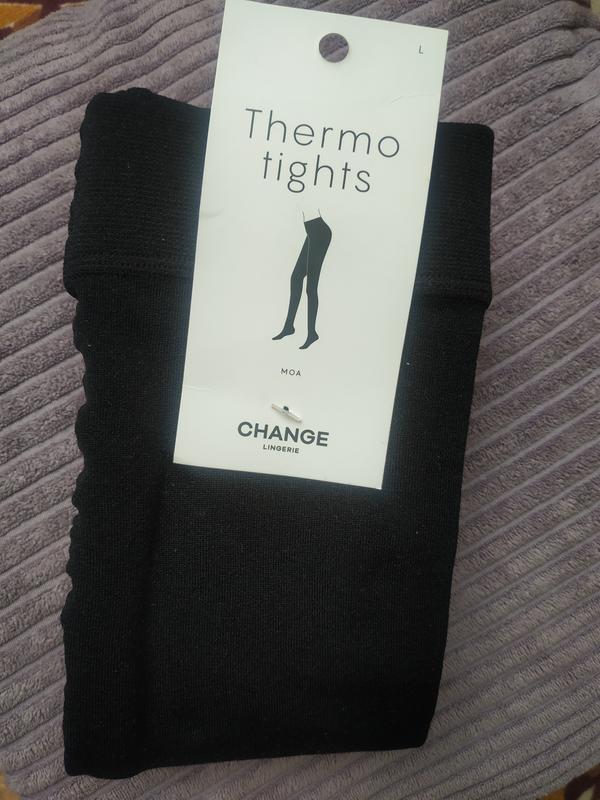 L
Thermo
tights
MOA
CHANGE
LINGERIE